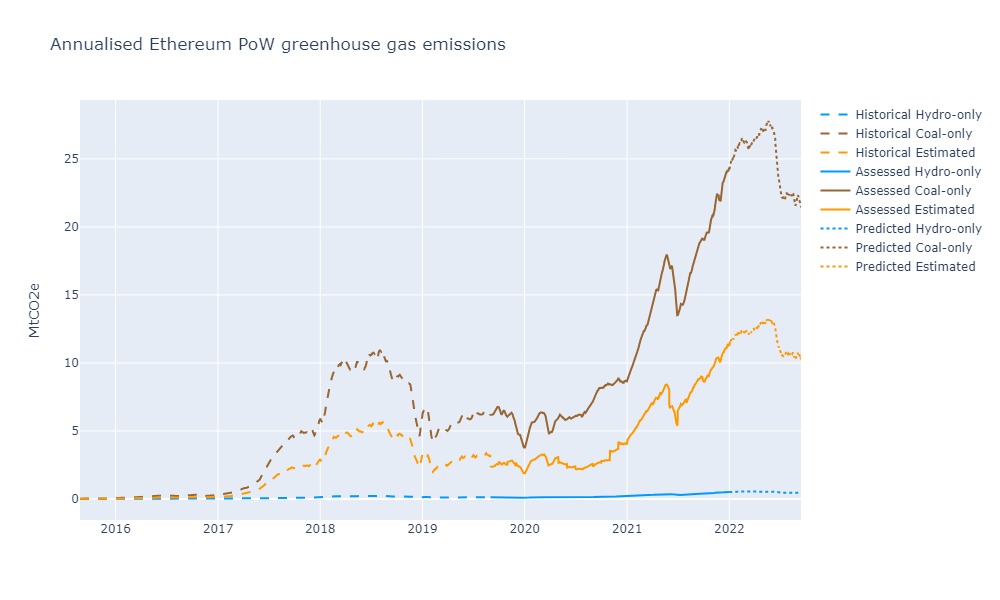 Annualised Ethereum PoW greenhouse gas emissions
MtCO2e
25
20
15
10
5
0
2016
2017
2018
2019
2020
2021
2022
Historical Hydro-only
Historical Coal-only
Historical Estimated
Assessed Hydro-only
Assessed Coal-only
Assessed Estimated
Predicted Hydro-only
Predicted Coal-only
Predicted Estimated